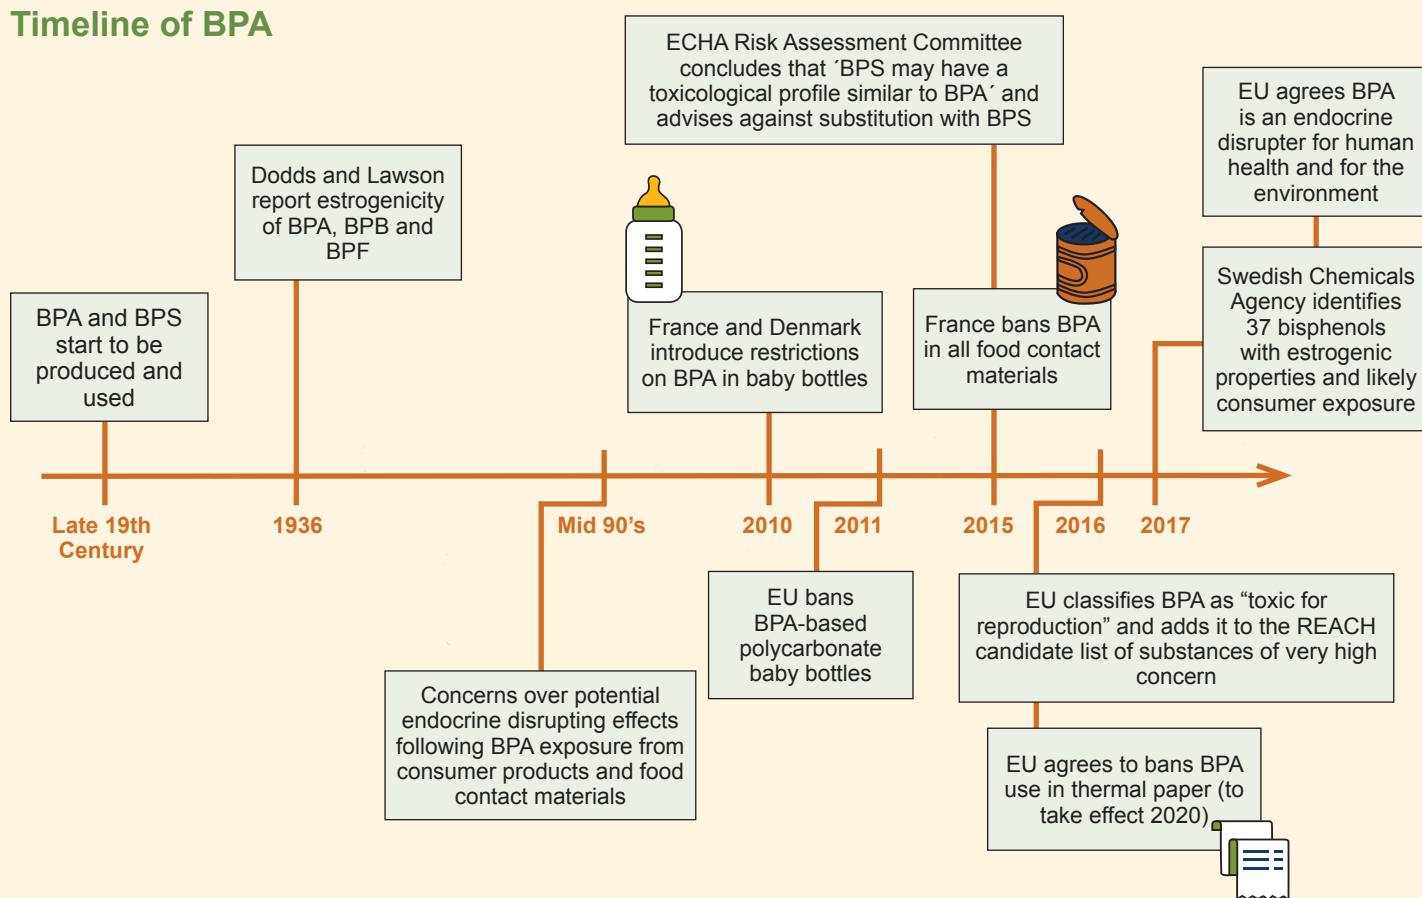 Timeline of BPA
BPA and BPS
start to be
produced and
used
Late 19th
Century
Dodds and Lawson
report estrogenicity
of BPA, BPB and
BPF
1936
Concerns over potential
endocrine disrupting effects
following BPA exposure from
consumer products and food
contact materials
Mid 90's
France and Denmark
introduce restrictions
on BPA in baby bottles
2010
EU bans
BPA-based
polycarbonate
baby bottles
2011
ECHA Risk Assessment Committee
concludes that ´BPS may have a
toxicological profile similar to BPA´ and
advises against substitution with BPS
France bans BPA
in all food contact
materials
2015
EU classifies BPA as “toxic for
reproduction” and adds it to the REACH
candidate list of substances of very high
concern
EU agrees to bans BPA
use in thermal paper (to
take effect 2020)
2016
EU agrees BPA
is an endocrine
disrupter for human
health and for the
environment
Swedish Chemicals
Agency identifies
37 bisphenols
with estrogenic
properties and likely
consumer exposure
2017